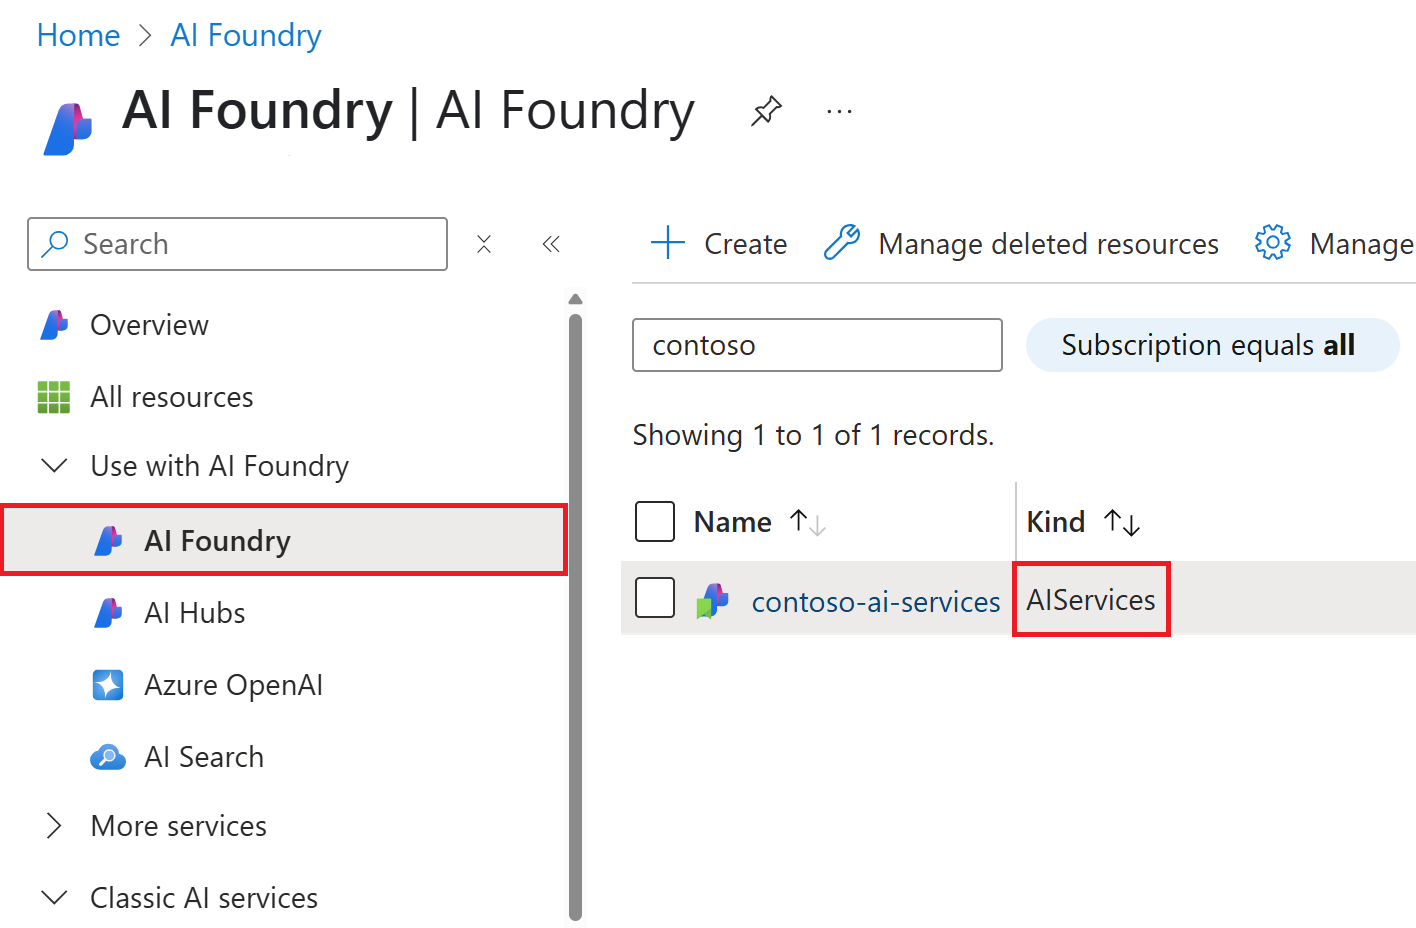 Home > AI Foundry
AI Foundry | AI Foundry
...
Search
Overview
All resources
Use with AI Foundry
AI Foundry
AI Hubs
Azure OpenAI
AI Search
More services
Classic AI services
Create
Manage deleted resources
Manage
contoso
Subscription equals all
Showing 1 to 1 of 1 records.
Name
Kind
contoso-ai-services
AIServices